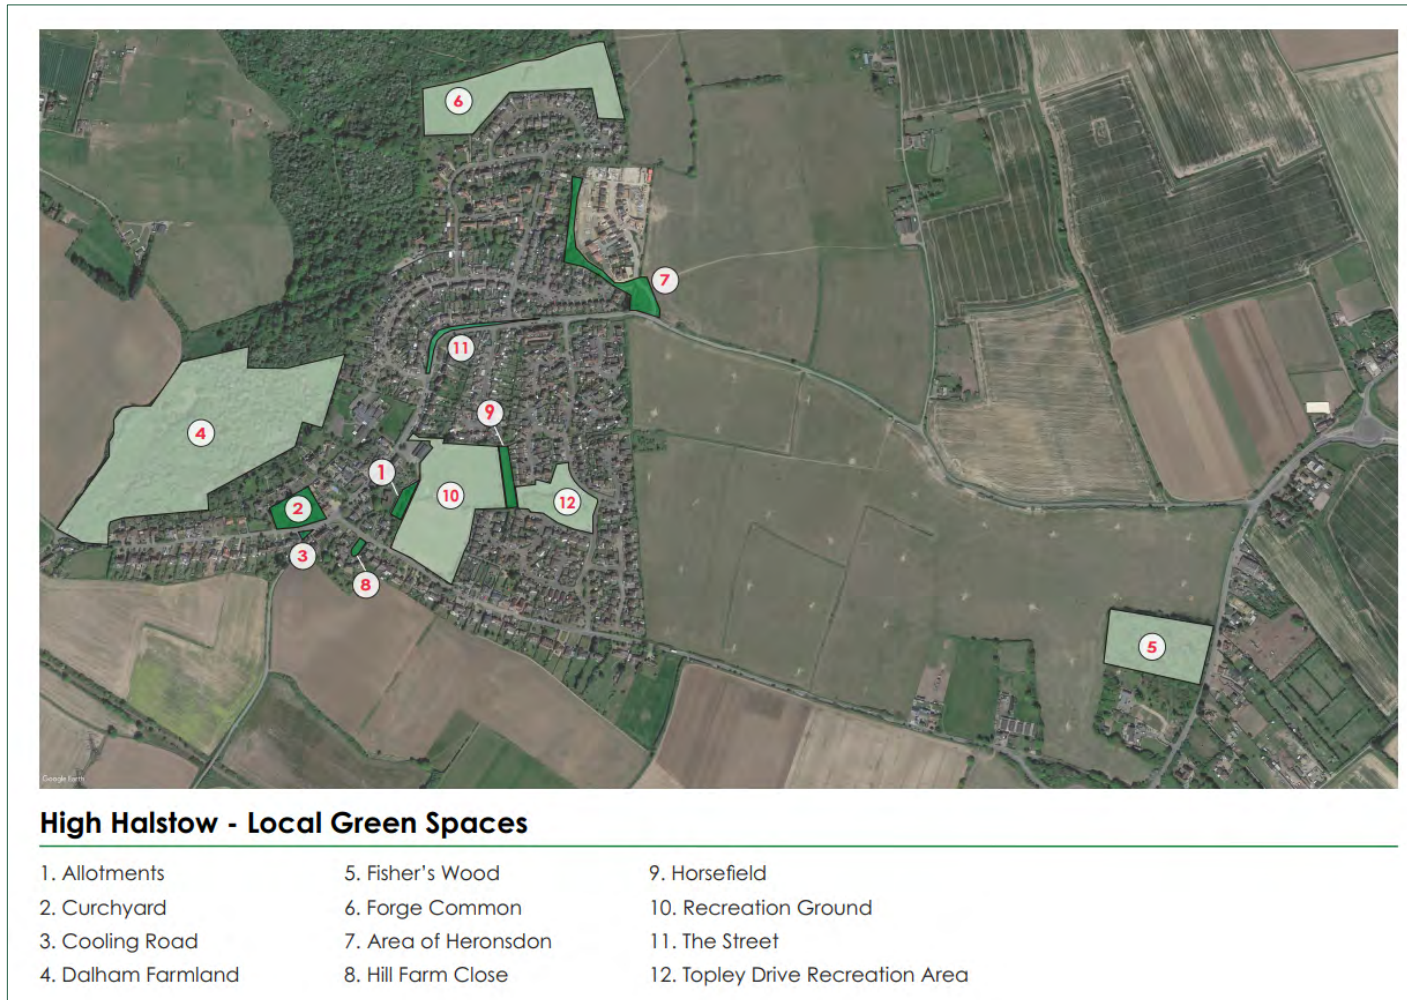 6
7
11
9
4
1
10
2
12
3
8
5
Google Earth
High Halstow - Local Green Spaces
1. Allotments
2. Curchyard
3. Cooling Road
4. Dalham Farmland
5. Fisher's Wood
6. Forge Common
7. Area of Heronsdon
8. Hill Farm Close
9. Horsefield
10. Recreation Ground
11. The Street
12. Topley Drive Recreation Area